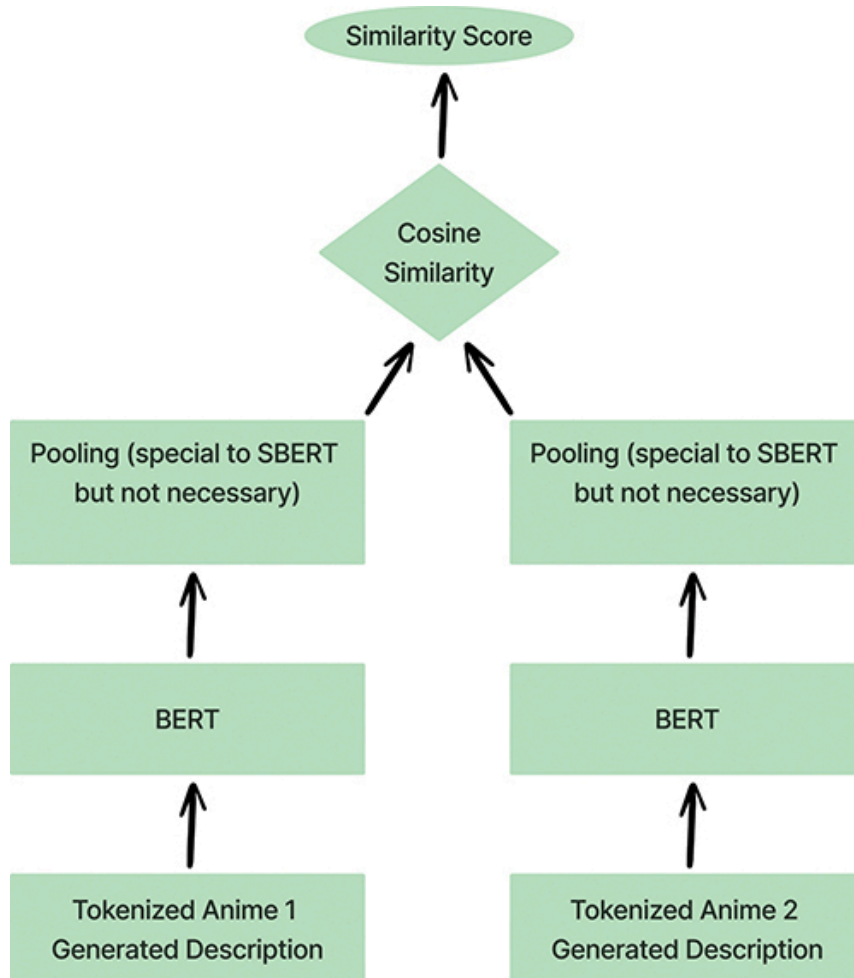 Similarity Score
Cosine
Similarity
Pooling (special to SBERT
but not necessary)
Pooling (special to SBERT
but not necessary)
BERT
BERT
Tokenized Anime 1
Generated Description
Tokenized Anime 2
Generated Description